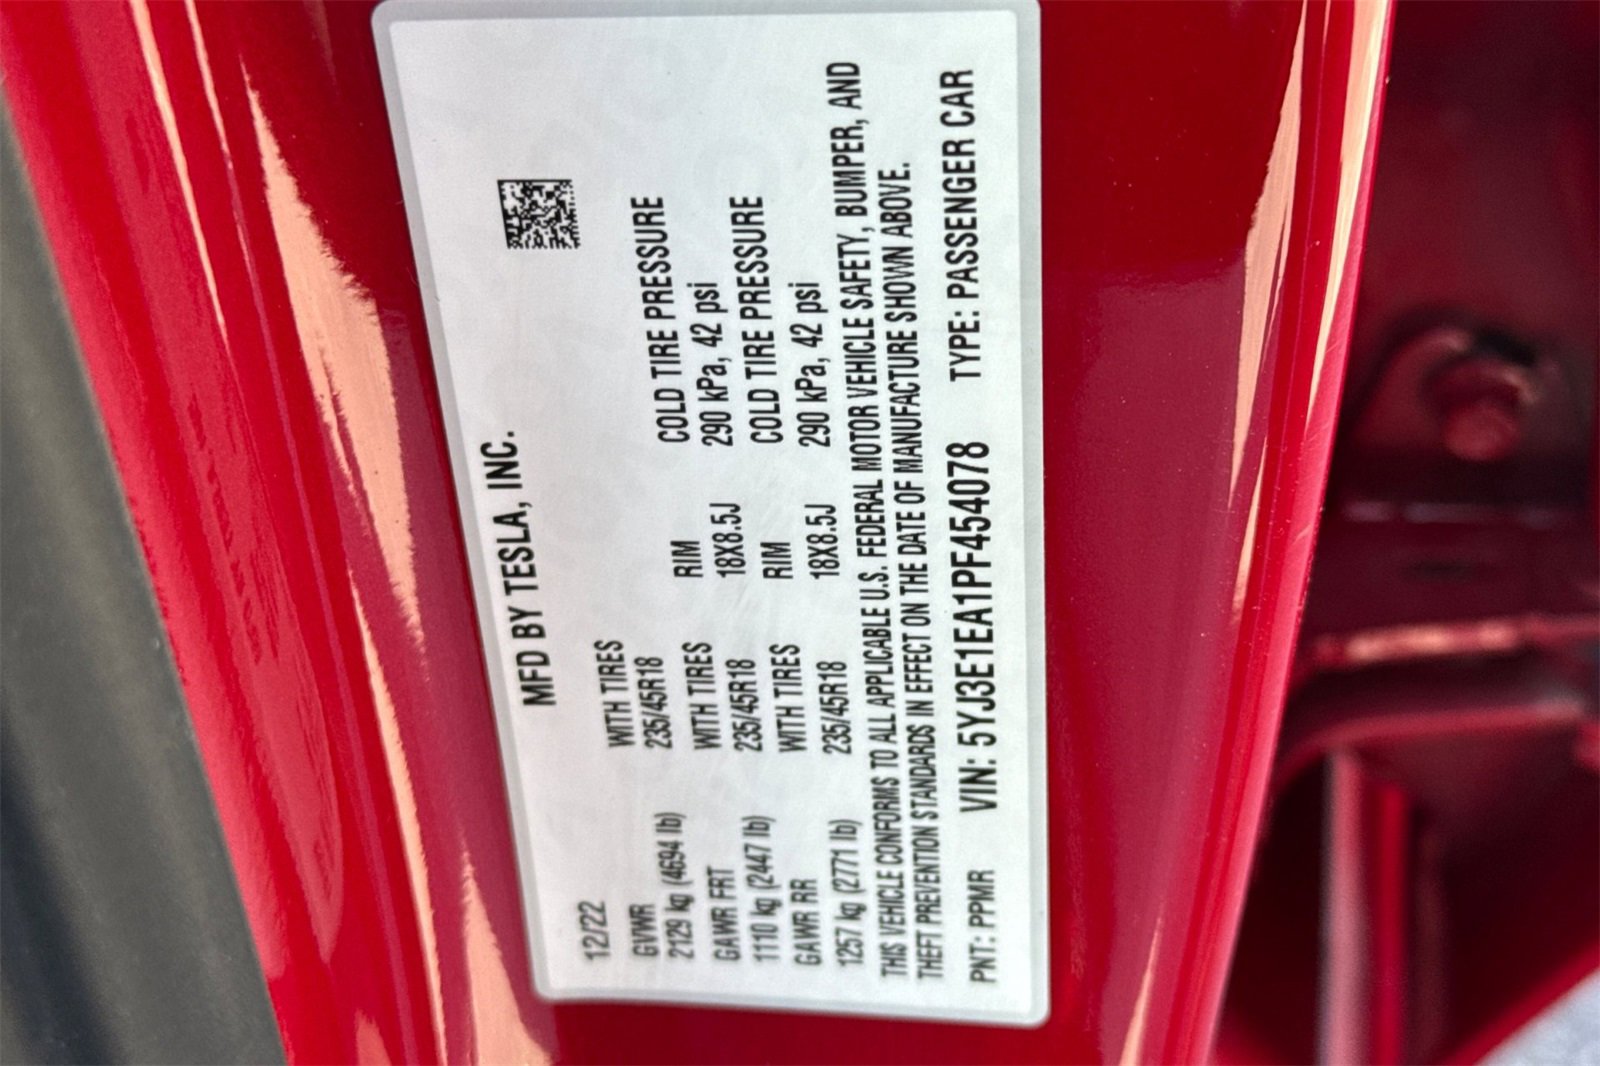 MFD BY TESLA, INC.
12/22
GVWR WITH TIRES RIM COLD TIRE PRESSURE
2129 kg (4694 lb) 235/45R18 18X8.5J 290 kPa, 42 psi
GAWR FRT WITH TIRES RIM COLD TIRE PRESSURE
1110 kg (2447 lb) 235/45R18 18X8.5J 290 kPa, 42 psi
GAWR RR WITH TIRES
1257 kg (2771 lb) 235/45R18
THIS VEHICLE CONFORMS TO ALL APPLICABLE U.S. FEDERAL MOTOR VEHICLE SAFETY, BUMPER, AND
THEFT PREVENTION STANDARDS IN EFFECT ON THE DATE OF MANUFACTURE SHOWN ABOVE.
PNT: PPMR VIN: 5YJ3E1EA1PF454078 TYPE: PASSENGER CAR